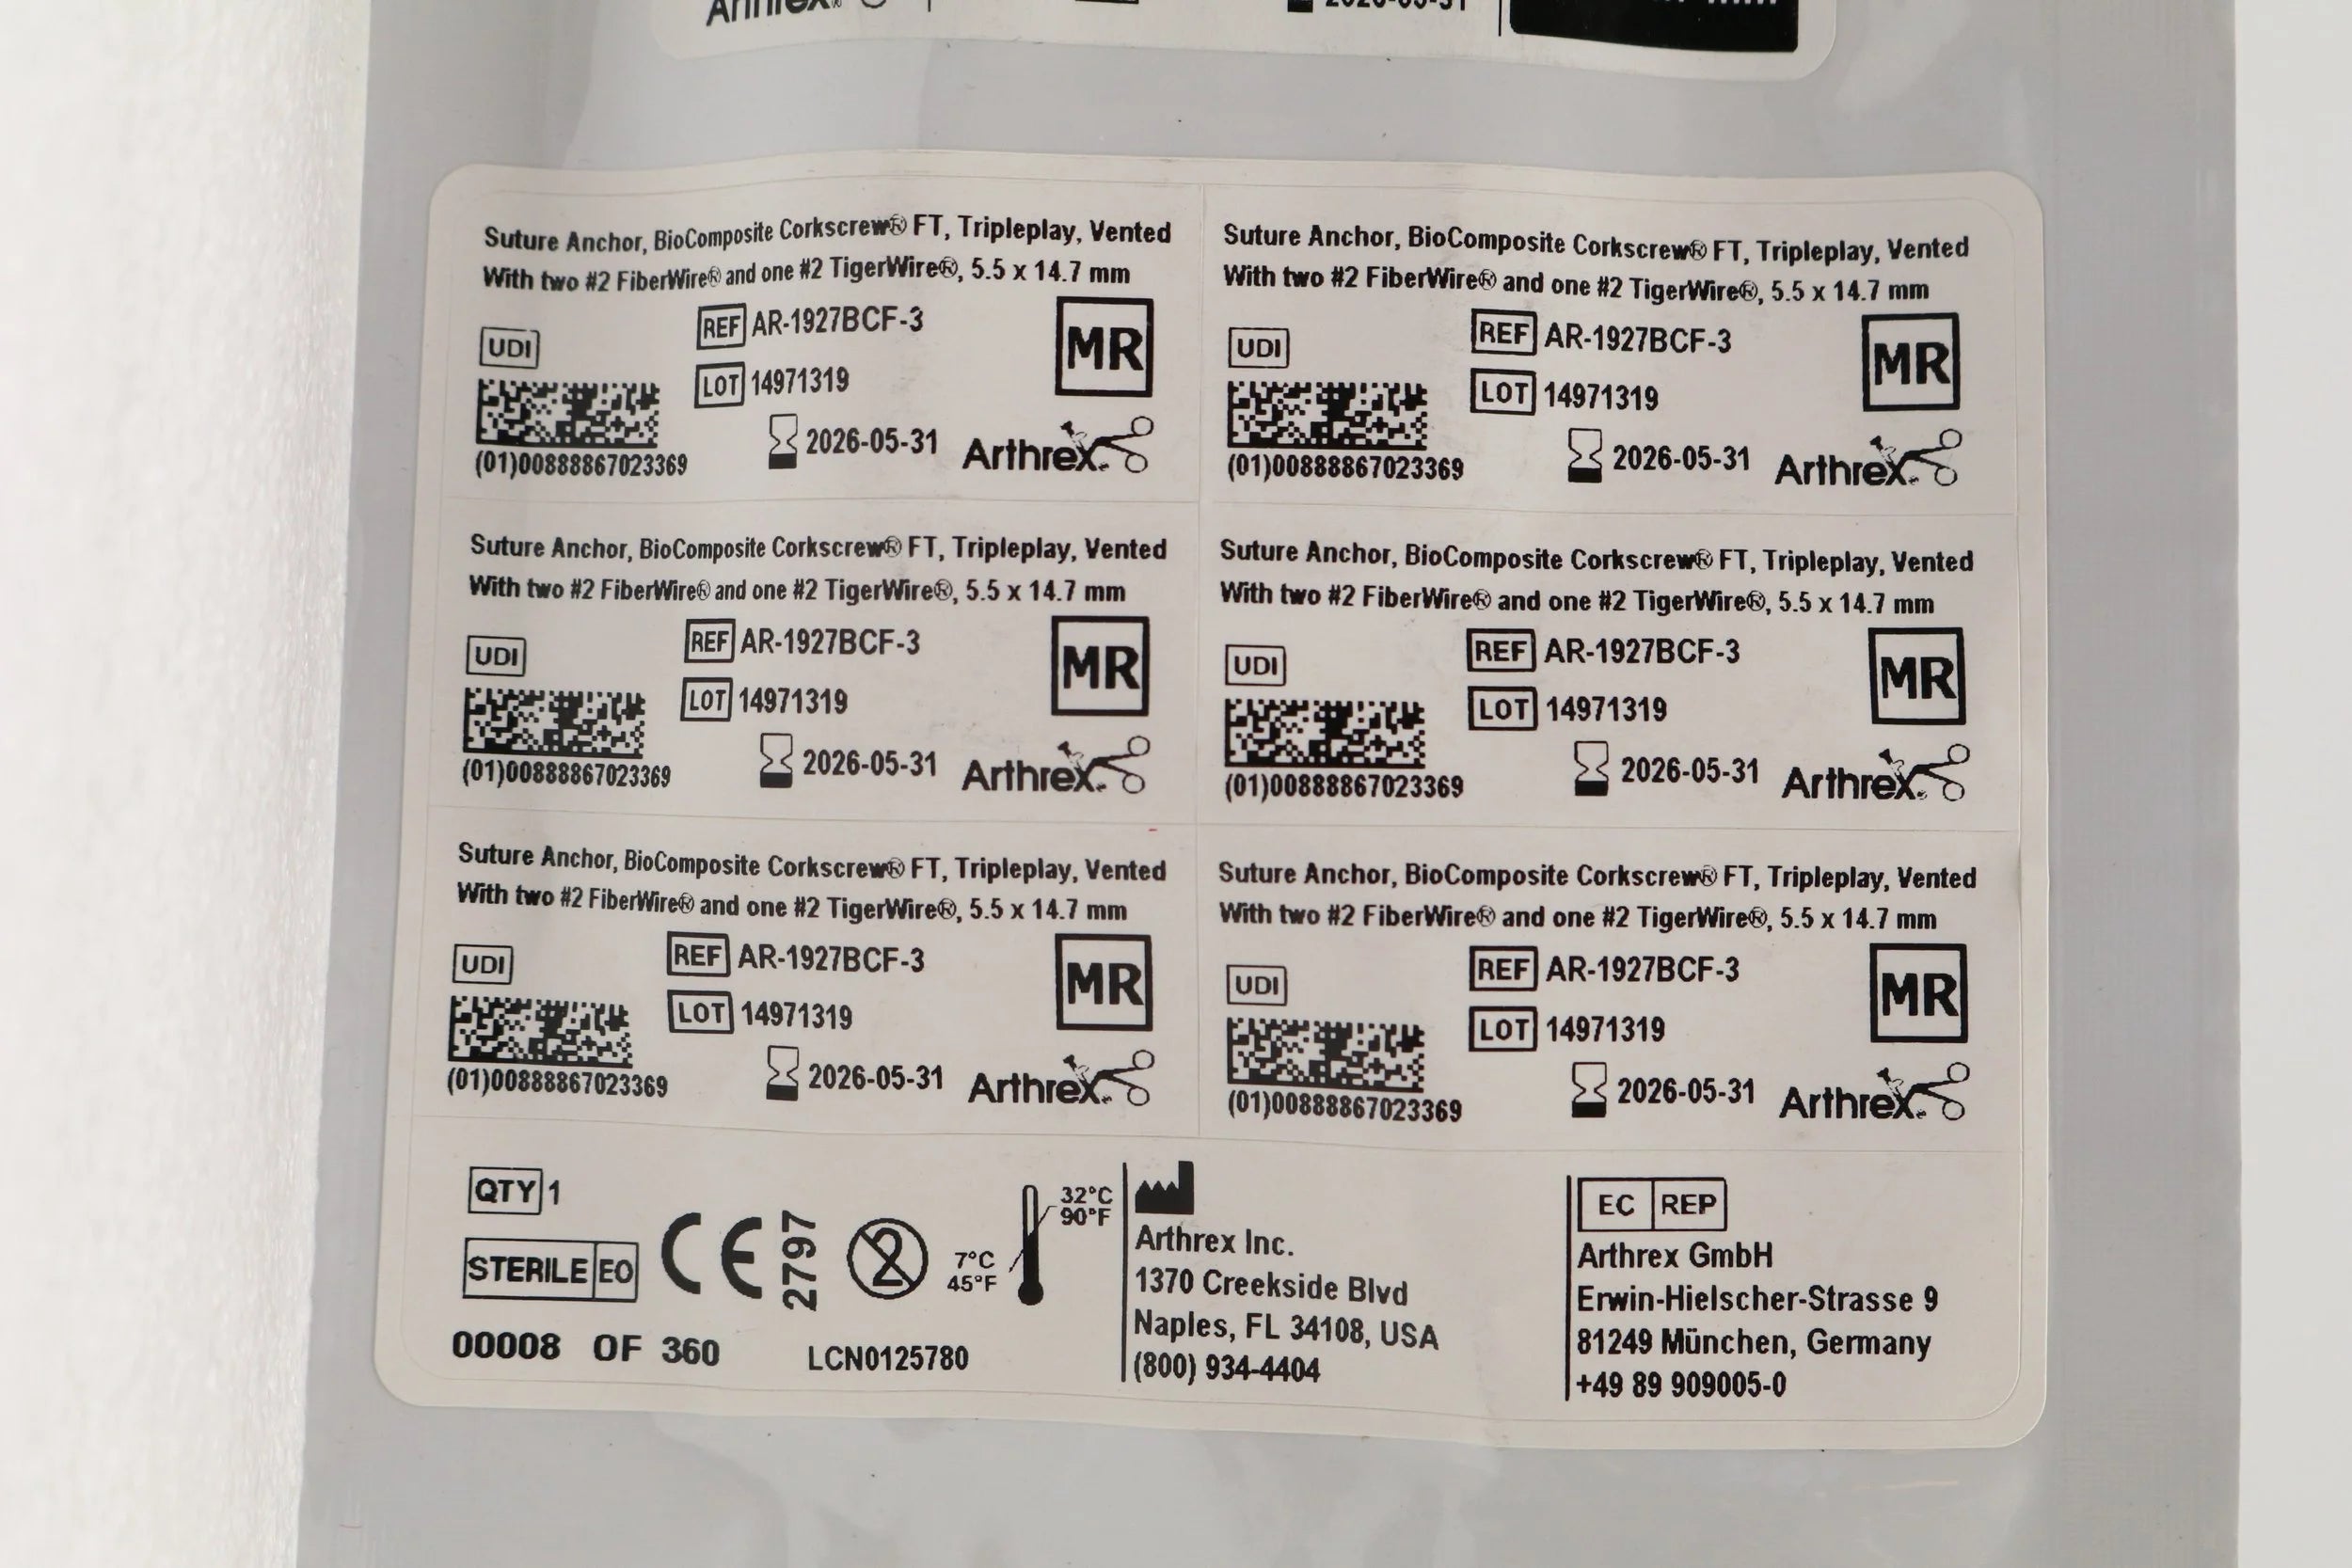 Arthrex
2026-05-31
Suture Anchor, BioComposite Corkscrew® FT, Tripleplay, Vented
With two #2 FiberWire® and one #2 TigerWire®, 5.5 x 14.7 mm
UDI
REF AR-1927BCF-3
MR
LOT 14971319
2026-05-31
Arthrex
(01)00888867023369
Suture Anchor, BioComposite Corkscrew® FT, Tripleplay, Vented
With two #2 FiberWire® and one #2 TigerWire®, 5.5 x 14.7 mm
UDI
REF AR-1927BCF-3
MR
LOT 14971319
2026-05-31
Arthrex
(01)00888867023369
Suture Anchor, BioComposite Corkscrew® FT, Tripleplay, Vented
With two #2 FiberWire® and one #2 TigerWire®, 5.5 x 14.7 mm
UDI
REF AR-1927BCF-3
MR
LOT 14971319
2026-05-31
Arthrex
(01)00888867023369
Suture Anchor, BioComposite Corkscrew® FT, Tripleplay, Vented
With two #2 FiberWire® and one #2 TigerWire®, 5.5 x 14.7 mm
UDI
REF AR-1927BCF-3
MR
LOT 14971319
2026-05-31
Arthrex
(01)00888867023369
Suture Anchor, BioComposite Corkscrew® FT, Tripleplay, Vented
With two #2 FiberWire® and one #2 TigerWire®, 5.5 x 14.7 mm
UDI
REF AR-1927BCF-3
MR
LOT 14971319
2026-05-31
Arthrex
(01)00888867023369
Suture Anchor, BioComposite Corkscrew® FT, Tripleplay, Vented
With two #2 FiberWire® and one #2 TigerWire®, 5.5 x 14.7 mm
UDI
REF AR-1927BCF-3
MR
LOT 14971319
2026-05-31
Arthrex
(01)00888867023369
QTY 1
STERILE EO
CE 2797
2
32°C
90°F
7°C
45°F
00008 OF 360
LCN0125780
Arthrex Inc.
1370 Creekside Blvd
Naples, FL 34108, USA
(800) 934-4404
EC REP
Arthrex GmbH
Erwin-Hielscher-Strasse 9
81249 München, Germany
+49 89 909005-0